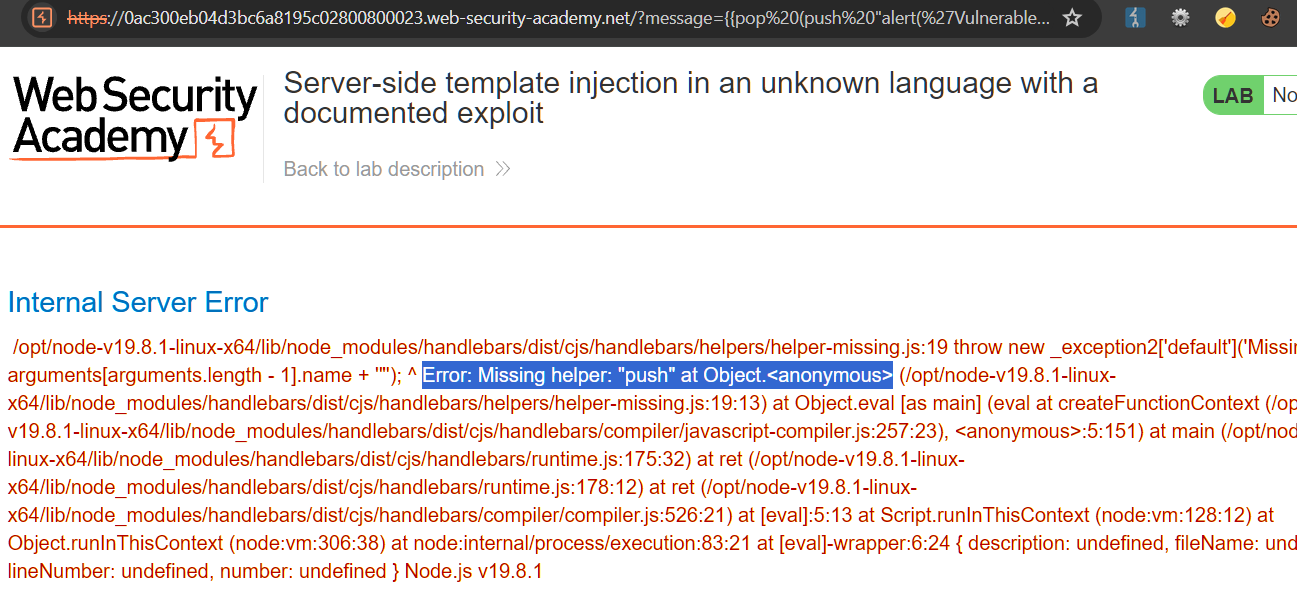 https://0ac300eb04d3bc6a8195c02800800023.web-security-academy.net/?message={{pop%20(push%20"alert(%27Vulnerable...
Web Security
Academy
Server-side template injection in an unknown language with a
documented exploit
LAB No
Back to lab description
Internal Server Error
/opt/node-v19.8.1-linux-x64/lib/node_modules/handlebars/dist/cjs/handlebars/helpers/helper-missing.js:19 throw new _exception2['default']('Missin
arguments[arguments.length - 1].name + '"'); ^ Error: Missing helper: "push" at Object.<anonymous> (/opt/node-v19.8.1-linux-
x64/lib/node_modules/handlebars/dist/cjs/handlebars/helpers/helper-missing.js:19:13) at Object.eval [as main] (eval at createFunctionContext (/op
v19.8.1-linux-x64/lib/node_modules/handlebars/dist/cjs/handlebars/compiler/javascript-compiler.js:257:23), <anonymous>:5:151) at main (/opt/nod
linux-x64/lib/node_modules/handlebars/dist/cjs/handlebars/runtime.js:175:32) at ret (/opt/node-v19.8.1-linux-
x64/lib/node_modules/handlebars/dist/cjs/handlebars/runtime.js:178:12) at ret (/opt/node-v19.8.1-linux-
x64/lib/node_modules/handlebars/dist/cjs/handlebars/compiler/compiler.js:526:21) at [eval]:5:13 at Script.runInThisContext (node:vm:128:12) at
Object.runInThisContext (node:vm:306:38) at node:internal/process/execution:83:21 at [eval]-wrapper:6:24 { description: undefined, fileName: und
lineNumber: undefined, number: undefined } Node.js v19.8.1